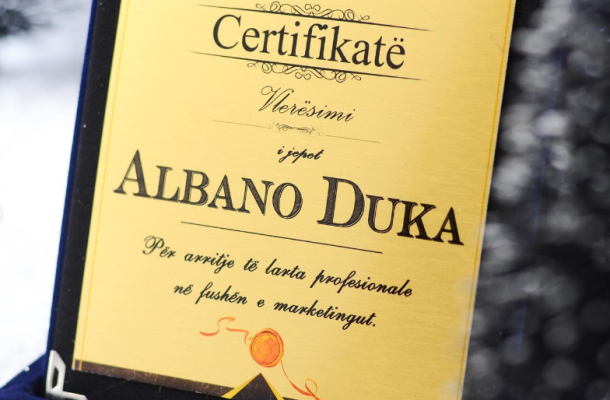 Certifikatë
Vlerësimi
i jepet
ALBANO DUKA
Për arritje të larta profesionale
në fushën e marketingut.